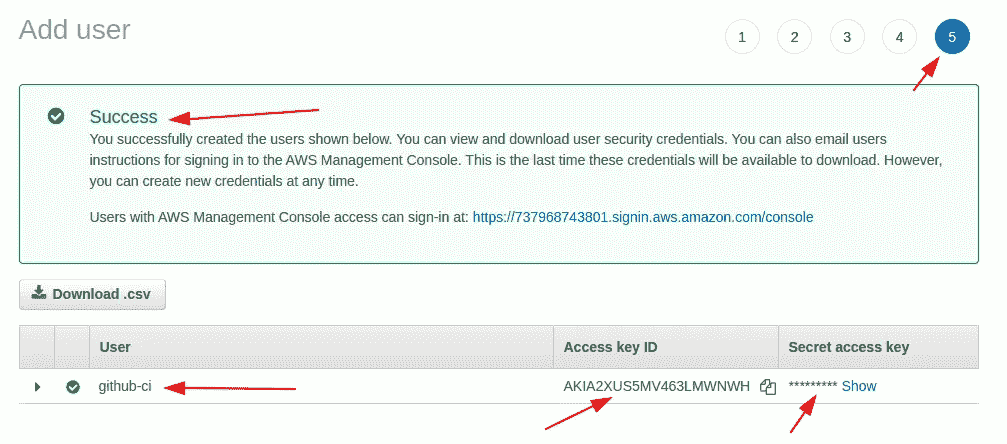 Add user
1 2 3 4 5
Success
You successfully created the users shown below. You can view and download user security credentials. You can also email users
instructions for signing in to the AWS Management Console. This is the last time these credentials will be available to download. However,
you can create new credentials at any time.
Users with AWS Management Console access can sign-in at: https://737968743801.signin.aws.amazon.com/console
Download .csv
User Access key ID Secret access key
github-ci AKIA2XUS5MV463LMWNWH ********* Show